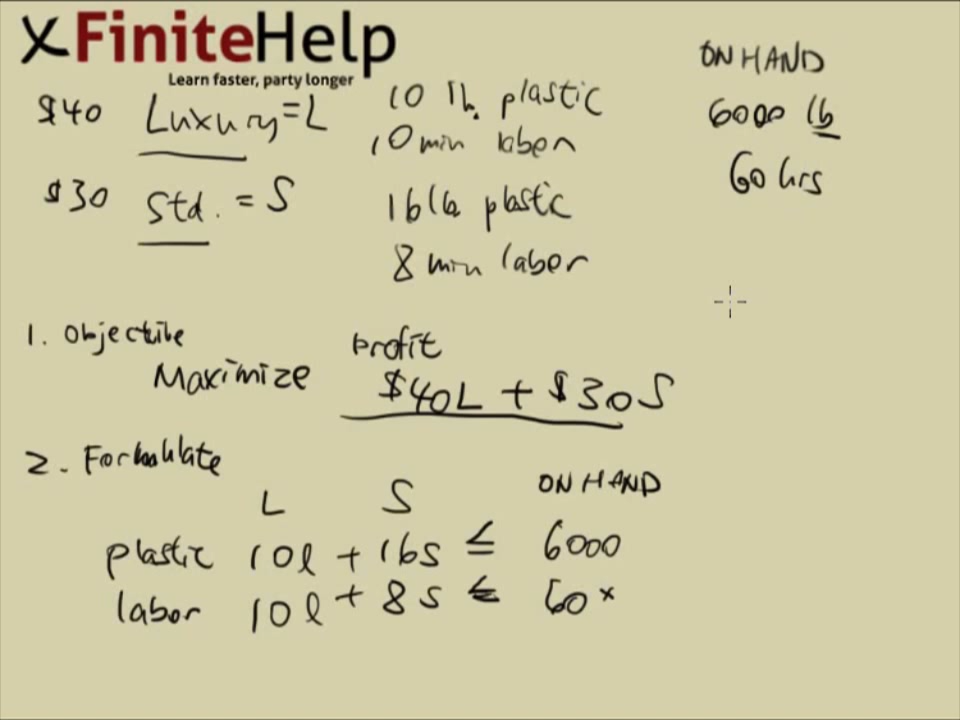 xFiniteHelp
Learn faster, party longer
ON HAND
$40 Luxury = L 10 lb. plastic 6000 lb
10 min labor 60 hrs
$30 Std. = S 16 lb plastic
8 min labor
1. Objective profit
Maximize $40L + $30S
2. Formulate
L S ON HAND
plastic 10l + 16s ≤ 6000
labor 10l + 8s ≤ 60 ×